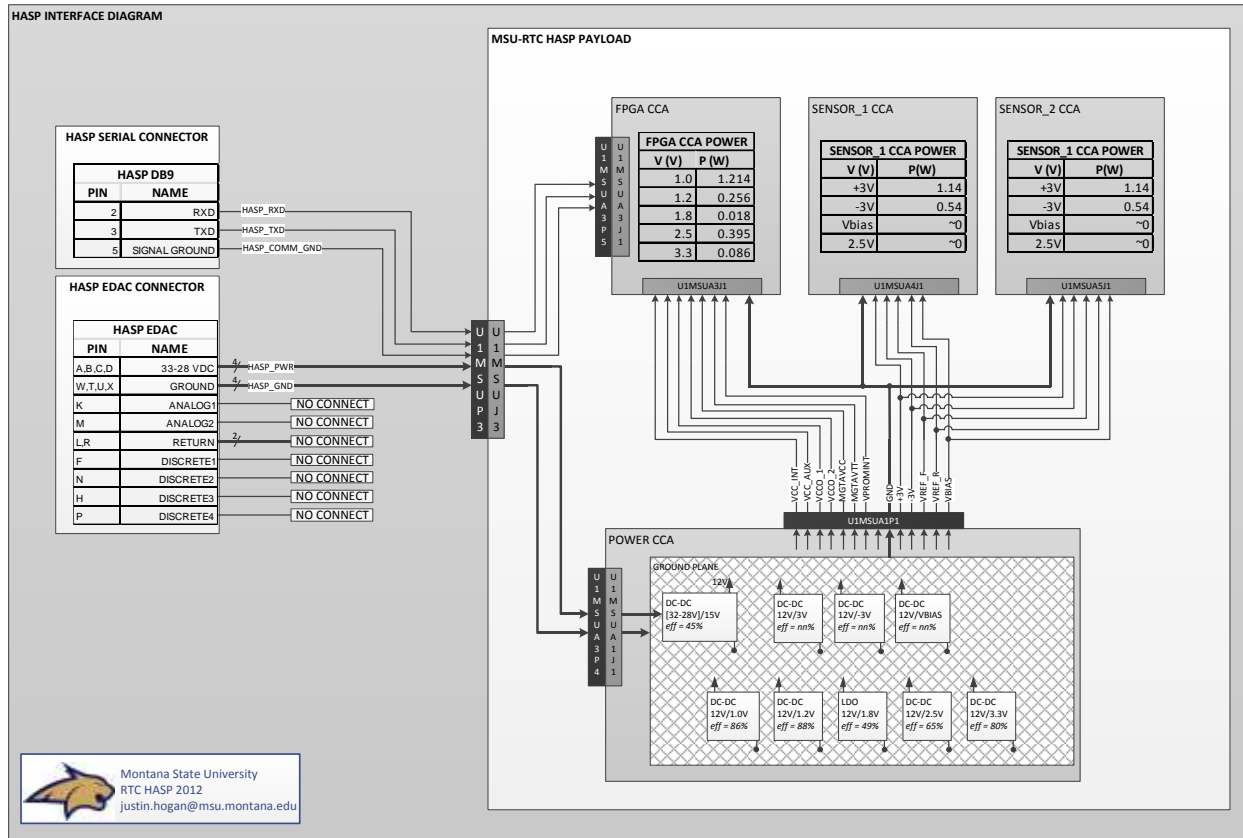 HASP INTERFACE DIAGRAM
MSU-RTC HASP PAYLOAD
HASP SERIAL CONNECTOR
HASP DB9
PIN NAME
2 RXD
3 TXD
5 SIGNAL GROUND
HASP_RXD
HASP_TXD
HASP_COMM_GND
HASP EDAC CONNECTOR
HASP EDAC
PIN NAME
A,B,C,D 33-28 VDC
W,T,U,X GROUND
K ANALOG1
M ANALOG2
L,R RETURN
F DISCRETE1
N DISCRETE2
H DISCRETE3
P DISCRETE4
4 HASP_PWR
4 HASP_GND
NO CONNECT
NO CONNECT
2 NO CONNECT
NO CONNECT
NO CONNECT
NO CONNECT
NO CONNECT
U1MSUP3
U1MSUJ3
FPGA CCA
U1MSUA3P5
U1MSUA3J1
FPGA CCA POWER
V (V) P (W)
1.0 1.214
1.2 0.256
1.8 0.018
2.5 0.395
3.3 0.086
U1MSUA3J1
SENSOR_1 CCA
SENSOR_1 CCA POWER
V (V) P(W)
+3V 1.14
-3V 0.54
Vbias ~0
2.5V ~0
U1MSUA4J1
SENSOR_2 CCA
SENSOR_1 CCA POWER
V (V) P(W)
+3V 1.14
-3V 0.54
Vbias ~0
2.5V ~0
U1MSUA5J1
VCC_INT
VCC_AUX
VCCO_1
VCCO_2
MGTAVCC
MGTAVTT
VPROMINT
GND
+3V
-3V
VREF_F
VREF_R
VBIAS
U1MSUA1P1
POWER CCA
U1MSUA3P4
U1MSUA1J1
GROUND PLANE
12V
DC-DC
[32-28V]/15V
eff = 45%
DC-DC
12V/3V
eff = nn%
DC-DC
12V/-3V
eff = nn%
DC-DC
12V/VBIAS
eff = nn%
DC-DC
12V/1.0V
eff = 86%
DC-DC
12V/1.2V
eff = 88%
LDO
12V/1.8V
eff = 49%
DC-DC
12V/2.5V
eff = 65%
DC-DC
12V/3.3V
eff = 80%
Montana State University
RTC HASP 2012
justin.hogan@msu.montana.edu